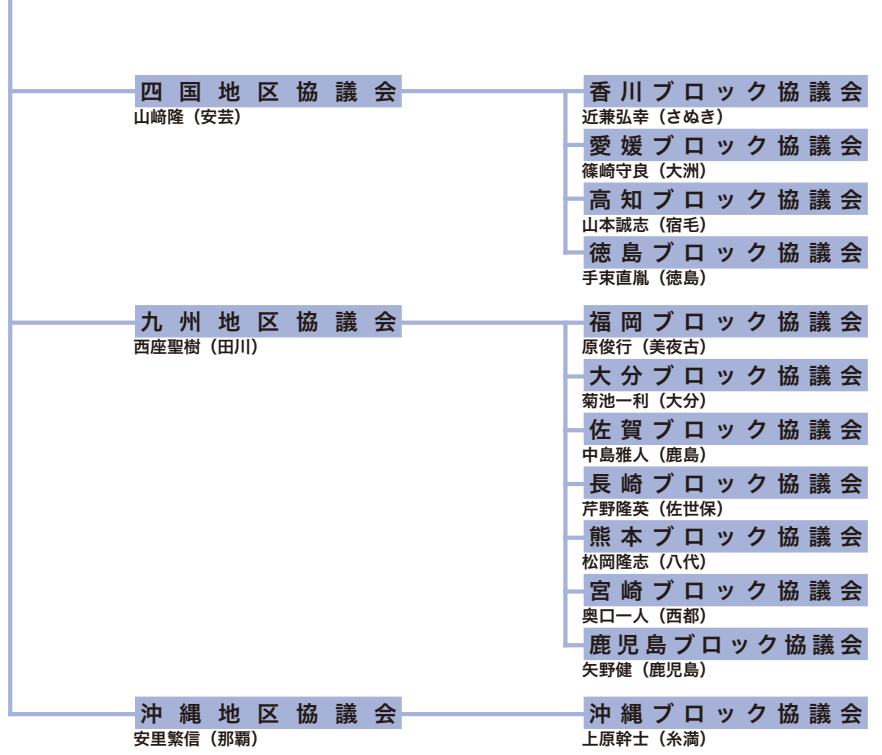 四国地区協議会
山﨑隆（安芸）
香川ブロック協議会
近兼弘幸（さぬき）
愛媛ブロック協議会
篠崎守良（大洲）
高知ブロック協議会
山本誠志（宿毛）
徳島ブロック協議会
手束直胤（徳島）
九州地区協議会
西座聖樹（田川）
福岡ブロック協議会
原俊行（美夜古）
大分ブロック協議会
菊池一利（大分）
佐賀ブロック協議会
中島雅人（鹿島）
長崎ブロック協議会
芹野隆英（佐世保）
熊本ブロック協議会
松岡隆志（八代）
宮崎ブロック協議会
奥口一人（西都）
鹿児島ブロック協議会
矢野健（鹿児島）
沖縄地区協議会
安里繁信（那覇）
沖縄ブロック協議会
上原幹士（糸満）